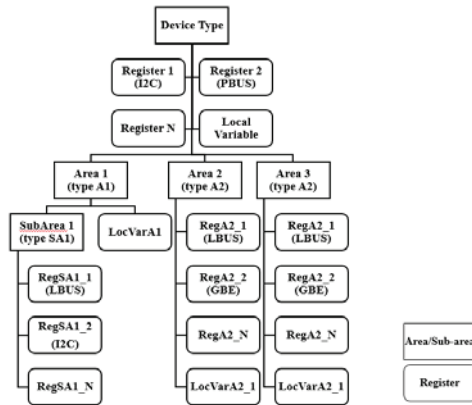 Device Type
Register 1
(I2C)
Register 2
(PBUS)
Register N
Local
Variable
Area 1
(type A1)
Area 2
(type A2)
Area 3
(type A2)
SubArea 1
(type SA1)
LocVarA1
RegA2_1
(LBUS)
RegA2_1
(LBUS)
RegSA1_1
(LBUS)
RegA2_2
(GBE)
RegA2_2
(GBE)
RegSA1_2
(I2C)
RegA2_N
RegA2_N
RegSA1_N
LocVarA2_1
LocVarA2_1
Area/Sub-area
Register